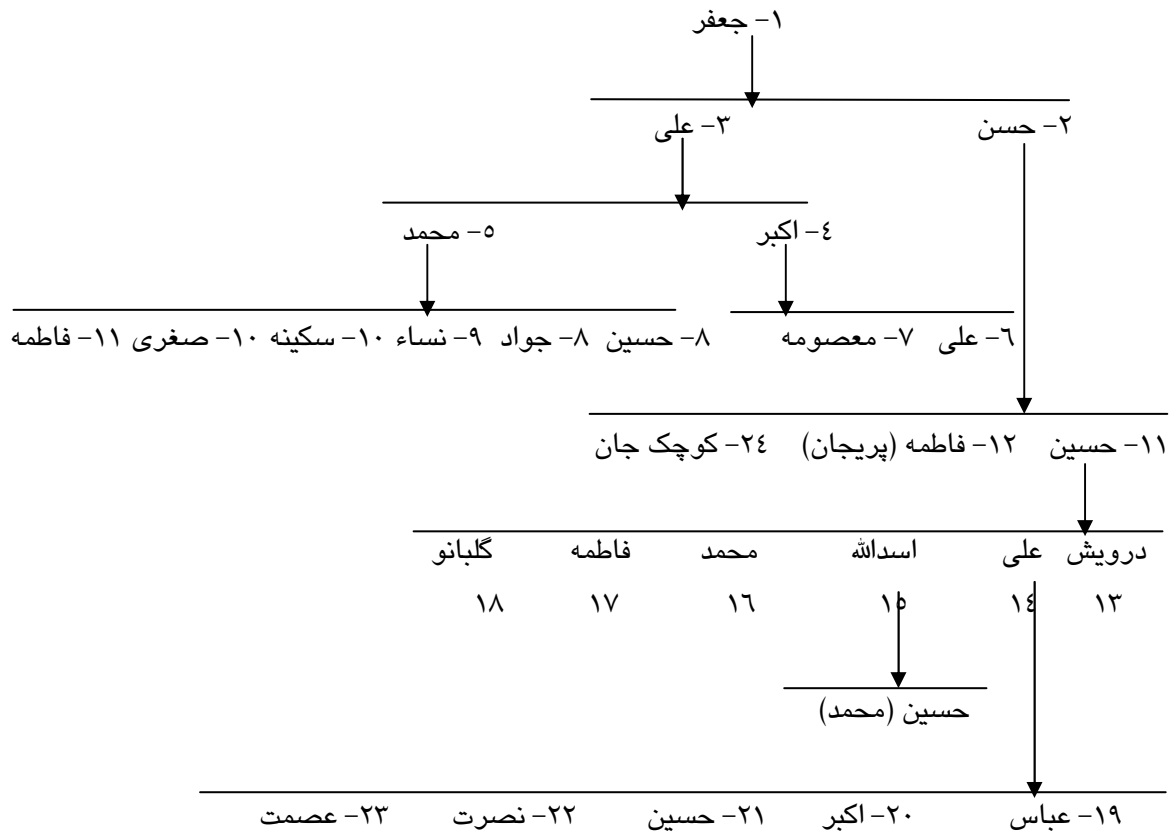 ١- جعفر
٢- حسن ٣- علی
٤- اکبر ٥- محمد
٦- علی ٧- معصومه ٨- حسین ٨- جواد ٩- نساء ١٠- سکینه ١٠- صغری ١١- فاطمه
١١- حسین ١٢- فاطمه (پریجان) ٢٤- کوچک جان
درویش علی اسدالله محمد فاطمه گلبانو
١٣ ١٤ ١٥ ١٦ ١٧ ١٨
حسین (محمد)
١٩- عباس ٢٠- اکبر ٢١- حسین ٢٢- نصرت ٢٣- عصمت